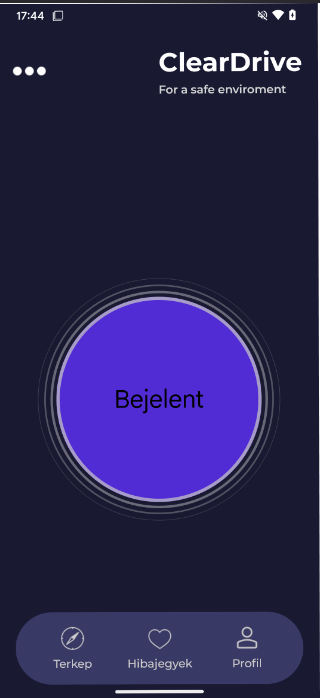 17:44
ClearDrive
For a safe enviroment
Bejelent
Terkep Hibajegyek Profil